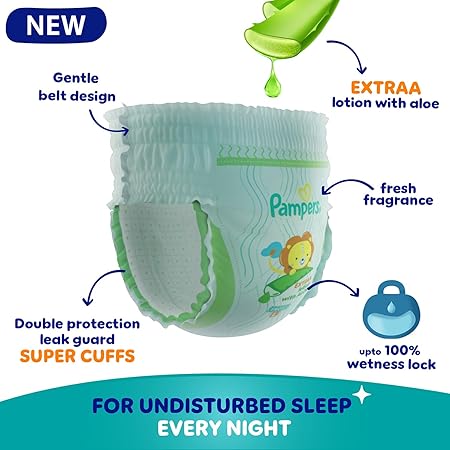 NEW
Gentle
belt design
EXTRAA
lotion with aloe
fresh
fragrance
Pampers
EXTRAA
Double protection
leak guard
SUPER CUFFS
upto 100%
wetness lock
FOR UNDISTURBED SLEEP
EVERY NIGHT